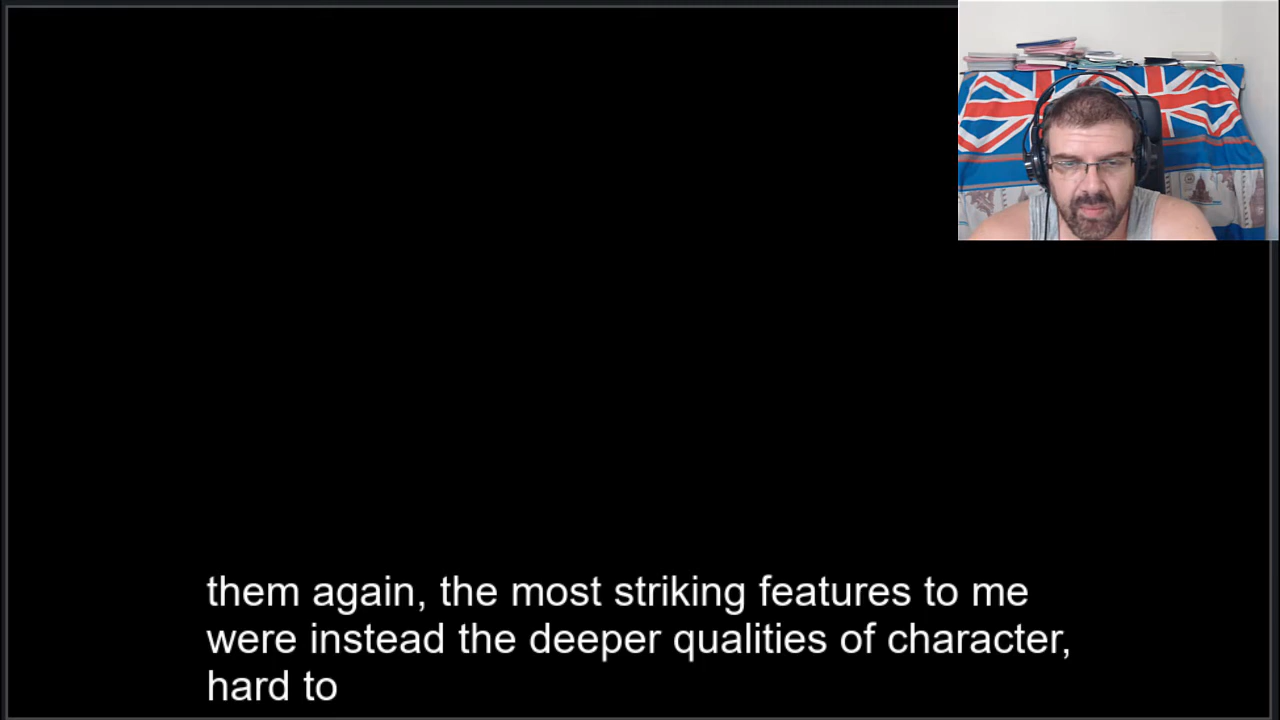 them again, the most striking features to me
were instead the deeper qualities of character,
hard to